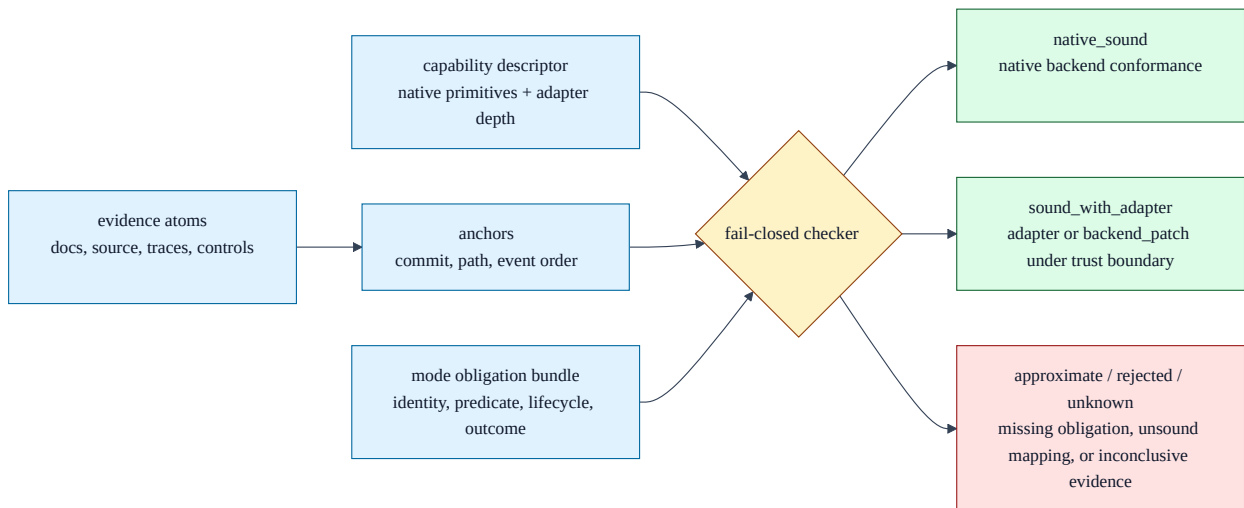 evidence atoms
docs, source, traces, controls
capability descriptor
native primitives + adapter
depth
anchors
commit, path, event order
mode obligation bundle
identity, predicate, lifecycle,
outcome
fail-closed checker
native_sound
native backend conformance
sound_with_adapter
adapter or backend_patch
under trust boundary
approximate / rejected /
unknown
missing obligation, unsound
mapping, or inconclusive
evidence